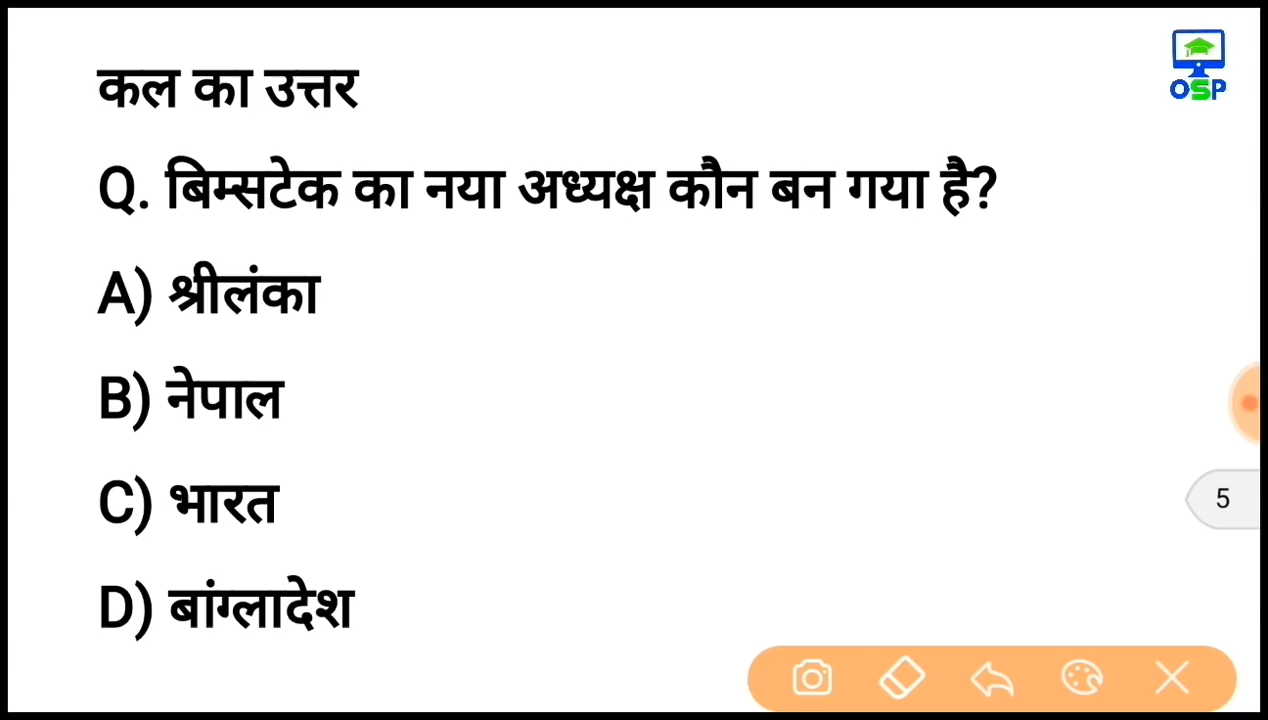 OSP
कल का उत्तर
Q. बिम्सटेक का नया अध्यक्ष कौन बन गया है?
A) श्रीलंका
B) नेपाल
C) भारत
D) बांग्लादेश
5